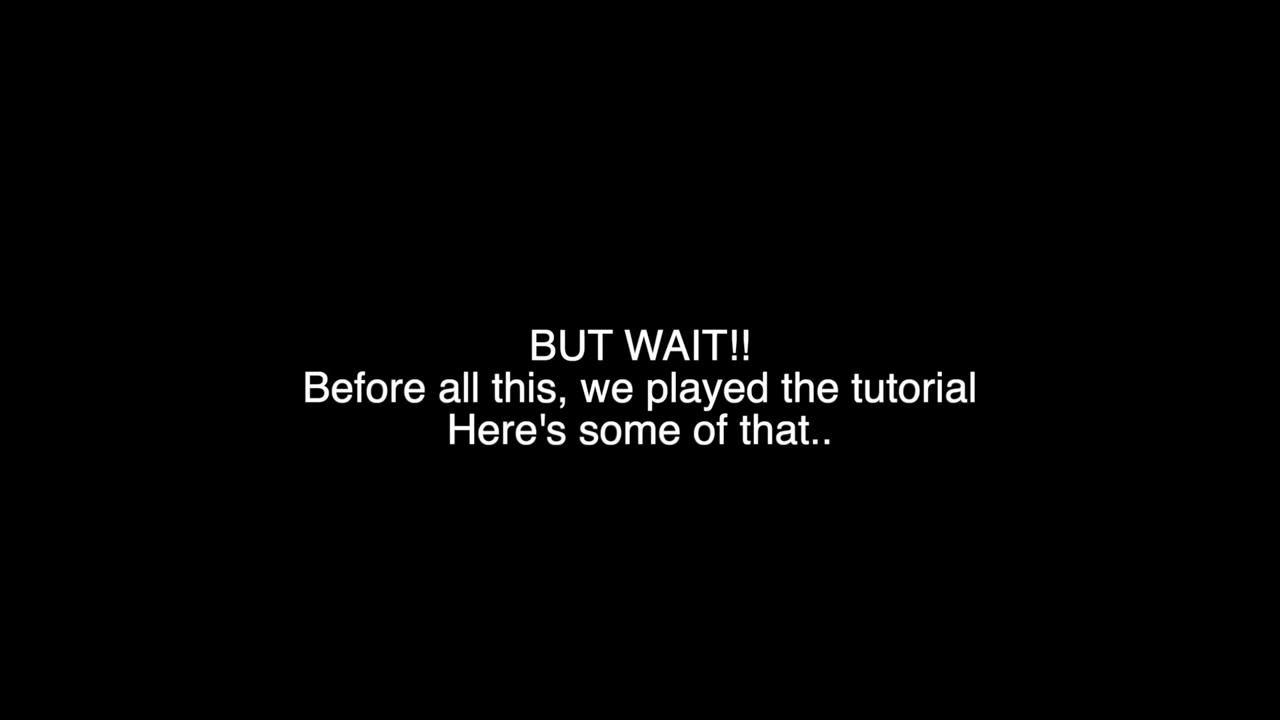 BUT WAIT!!
Before all this, we played the tutorial
Here's some of that..